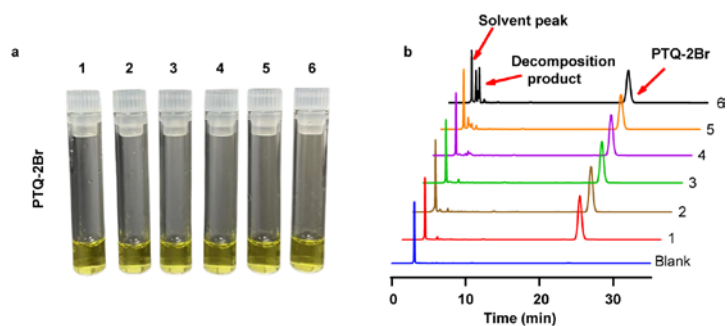 a
1 2 3 4 5 6
PTQ-2Br
b
Solvent peak
Decomposition
product
PTQ-2Br
6
5
4
3
2
1
Blank
0 10 20 30
Time (min)